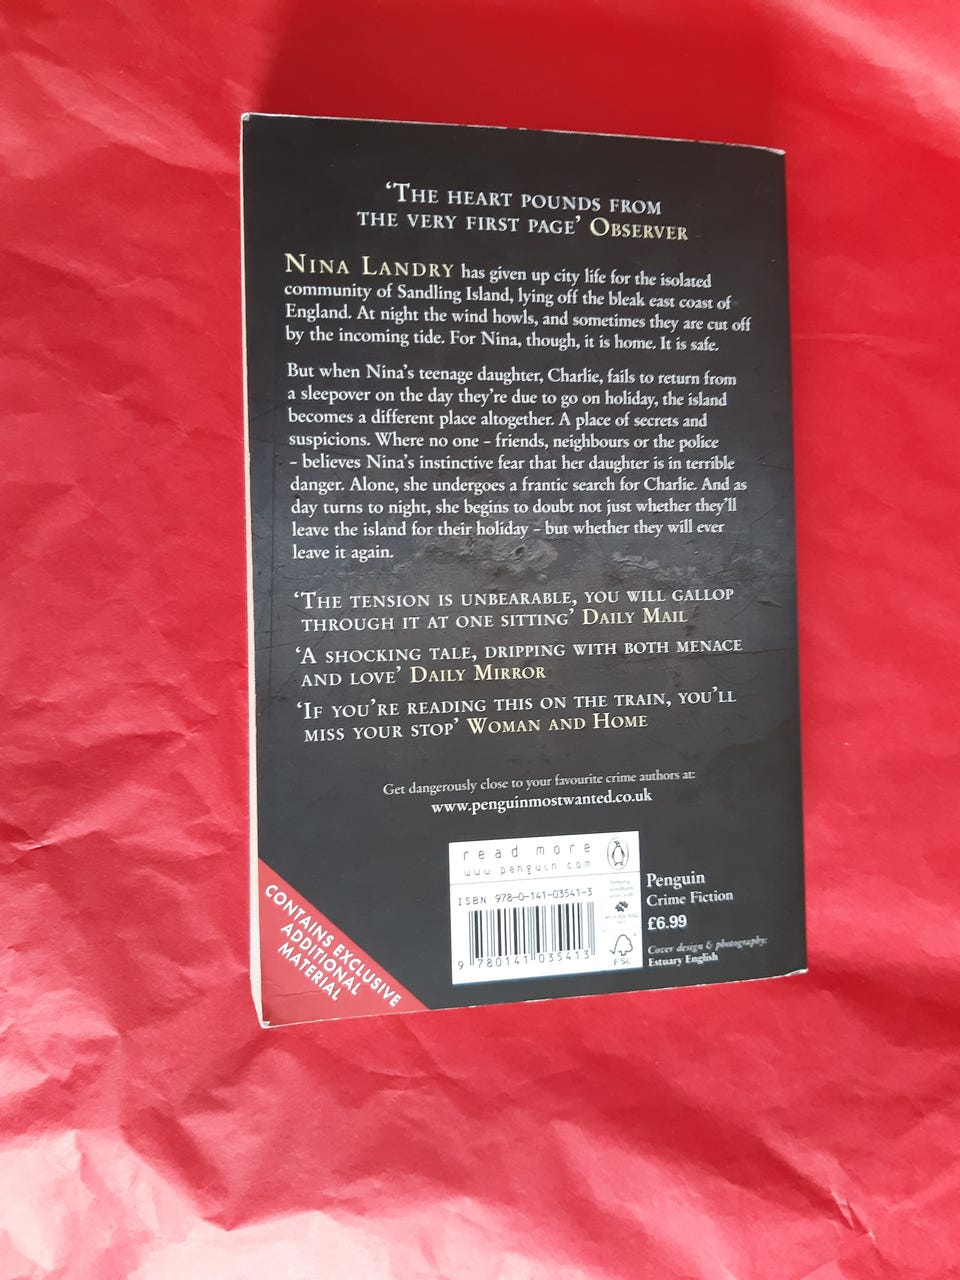 ‘THE HEART POUNDS FROM
THE VERY FIRST PAGE’ OBSERVER
NINA LANDRY has given up city life for the isolated
community of Sandling Island, lying off the bleak east coast of
England. At night the wind howls, and sometimes they are cut off
by the incoming tide. For Nina, though, it is home. It is safe.
But when Nina’s teenage daughter, Charlie, fails to return from
a sleepover on the day they’re due to go on holiday, the island
becomes a different place altogether. A place of secrets and
suspicions. Where no one – friends, neighbours or the police
– believes Nina’s instinctive fear that her daughter is in terrible
danger. Alone, she undergoes a frantic search for Charlie. And as
day turns to night, she begins to doubt not just whether they’ll
leave the island for their holiday – but whether they will ever
leave it again.
‘THE TENSION IS UNBEARABLE, YOU WILL GALLOP
THROUGH IT AT ONE SITTING’ DAILY MAIL
‘A SHOCKING TALE, DRIPPING WITH BOTH MENACE
AND LOVE’ DAILY MIRROR
‘IF YOU’RE READING THIS ON THE TRAIN, YOU’LL
MISS YOUR STOP’ WOMAN AND HOME
Get dangerously close to your favourite crime authors at:
www.penguinmostwanted.co.uk
read more
www.penguin.com
ISBN 978-0-141-03541-3
9 780141 035413
FSC
Penguin
Crime Fiction
£6.99
Cover design & photography:
Estuary English
CONTAINS EXCLUSIVE
ADDITIONAL
MATERIAL